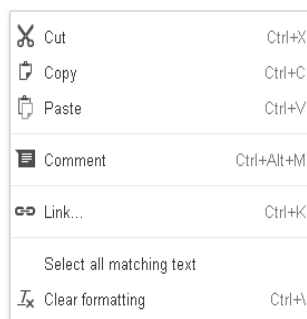 Cut Ctrl+X
Copy Ctrl+C
Paste Ctrl+V
Comment Ctrl+Alt+M
Link... Ctrl+K
Select all matching text
Clear formatting Ctrl+\